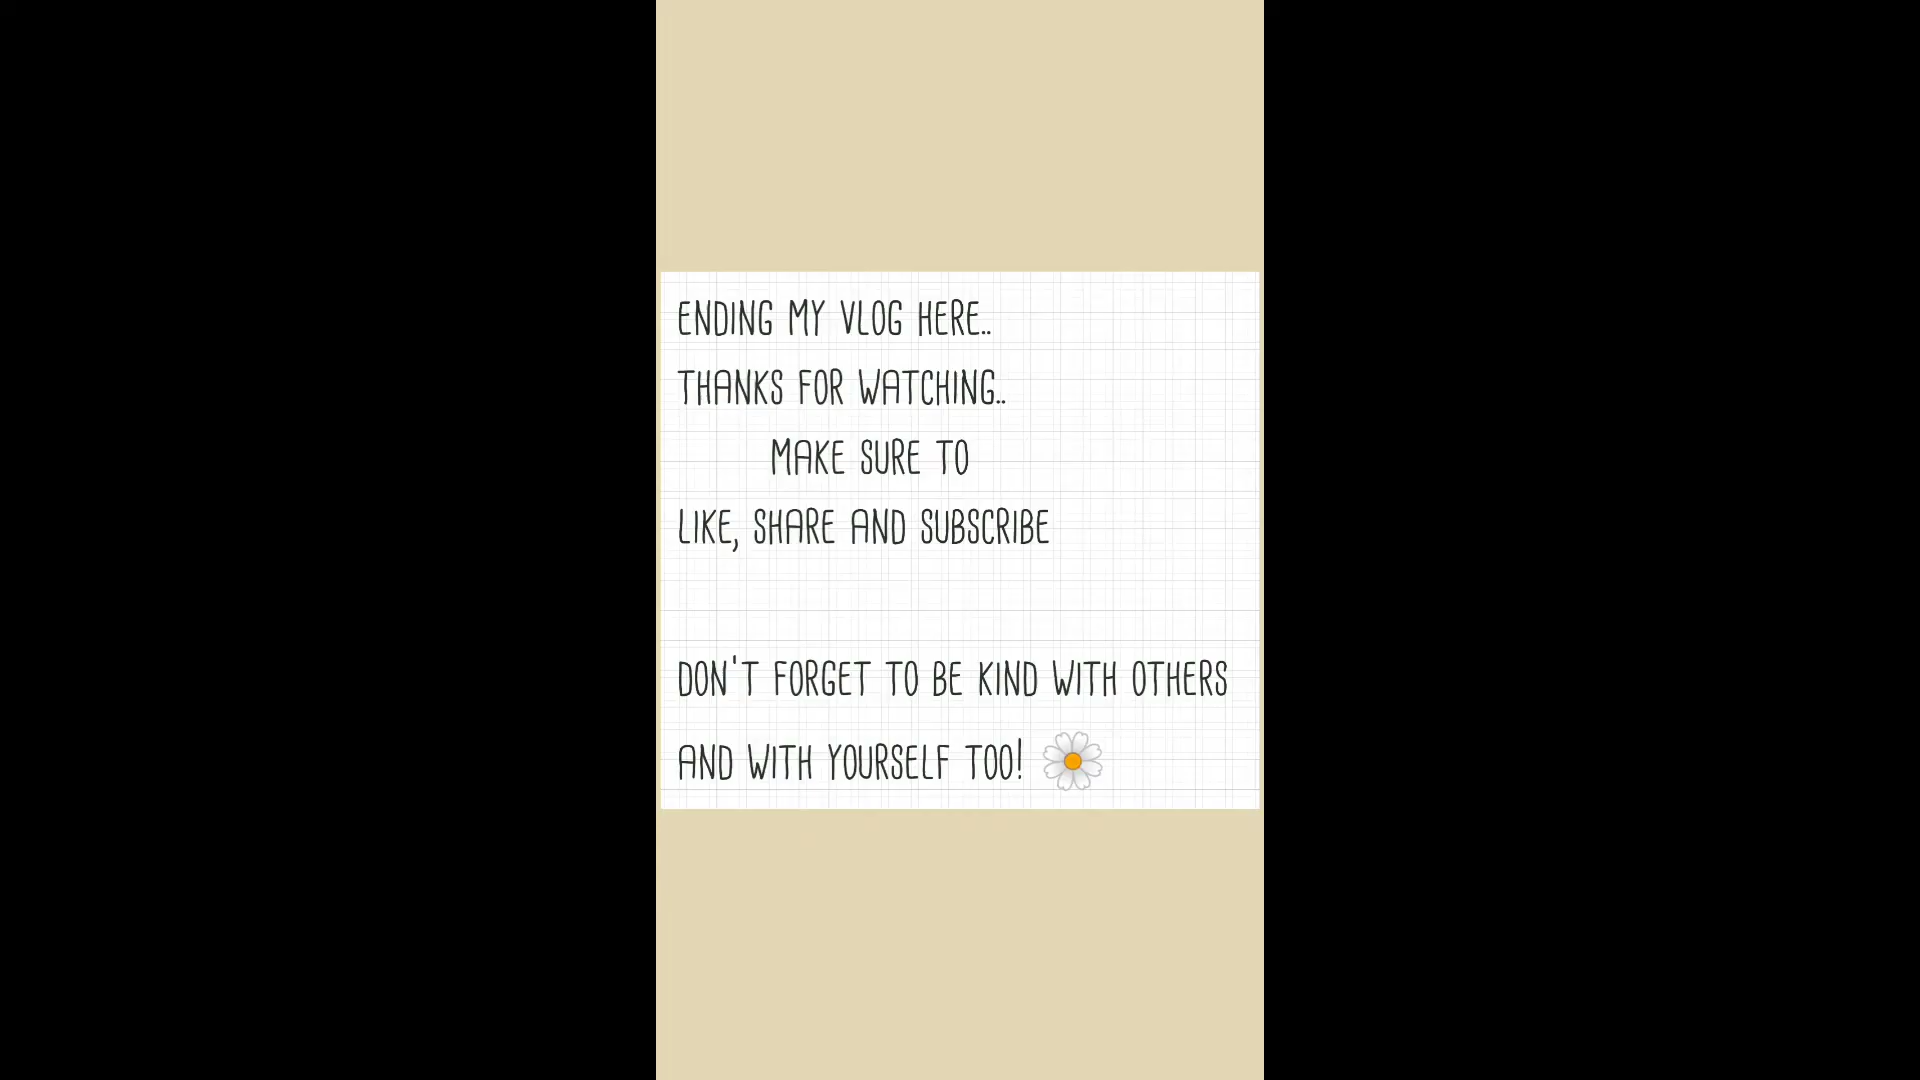 ENDING MY VLOG HERE..
THANKS FOR WATCHING..
MAKE SURE TO
LIKE, SHARE AND SUBSCRIBE
DON'T FORGET TO BE KIND WITH OTHERS
AND WITH YOURSELF TOO!